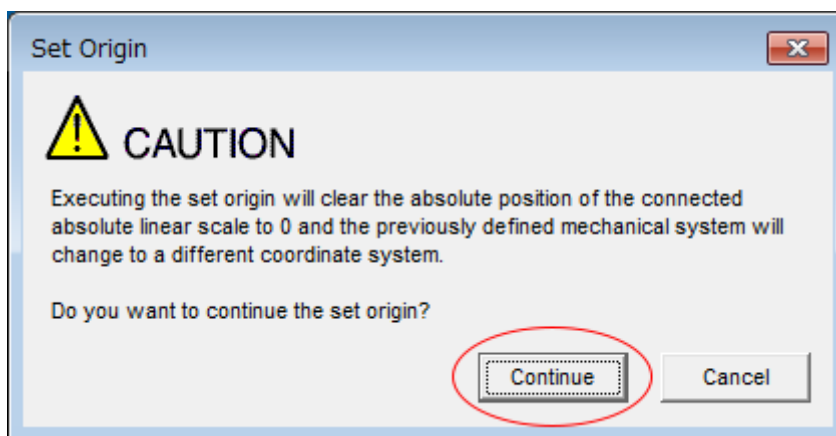 Set Origin
CAUTION
Executing the set origin will clear the absolute position of the connected
absolute linear scale to 0 and the previously defined mechanical system will
change to a different coordinate system.
Do you want to continue the set origin?
Continue
Cancel